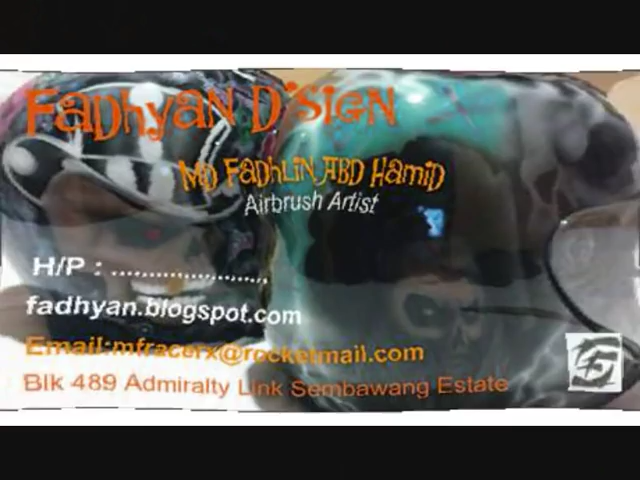 Fadhyan D'sign
MD Fadhlin ABD Hamid
Airbrush Artist
H/P : ........................
fadhyan.blogspot.com
Email:mfracerx@rocketmail.com
Blk 489 Admiralty Link Sembawang Estate